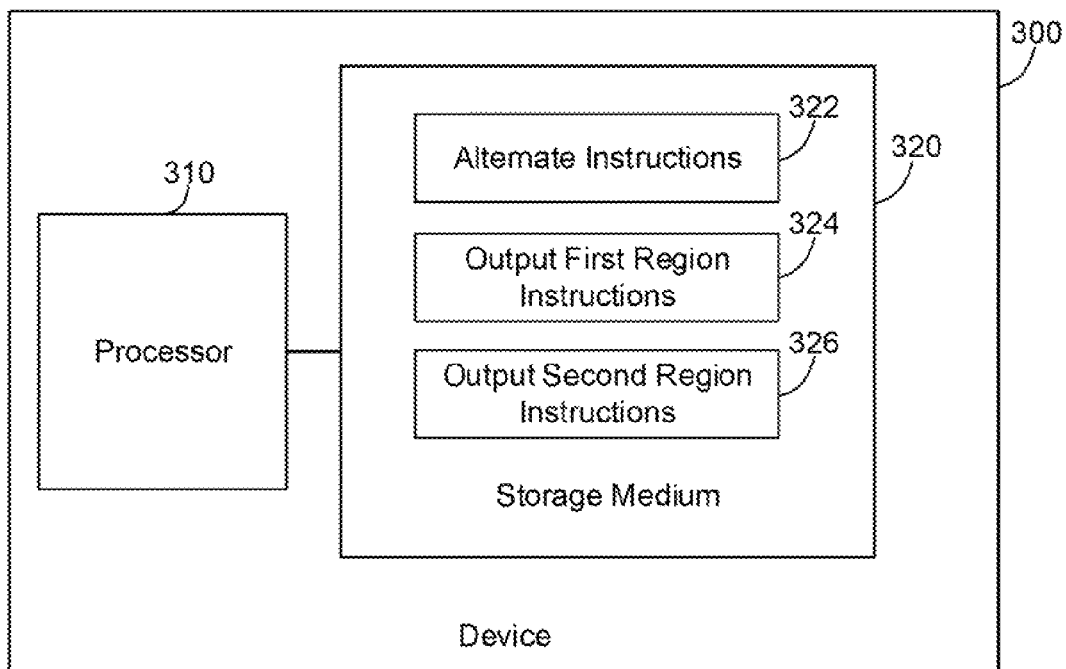 300
322
Alternate Instructions
320
310
324
Output First Region
Instructions
Processor
326
Output Second Region
Instructions
Storage Medium
Device